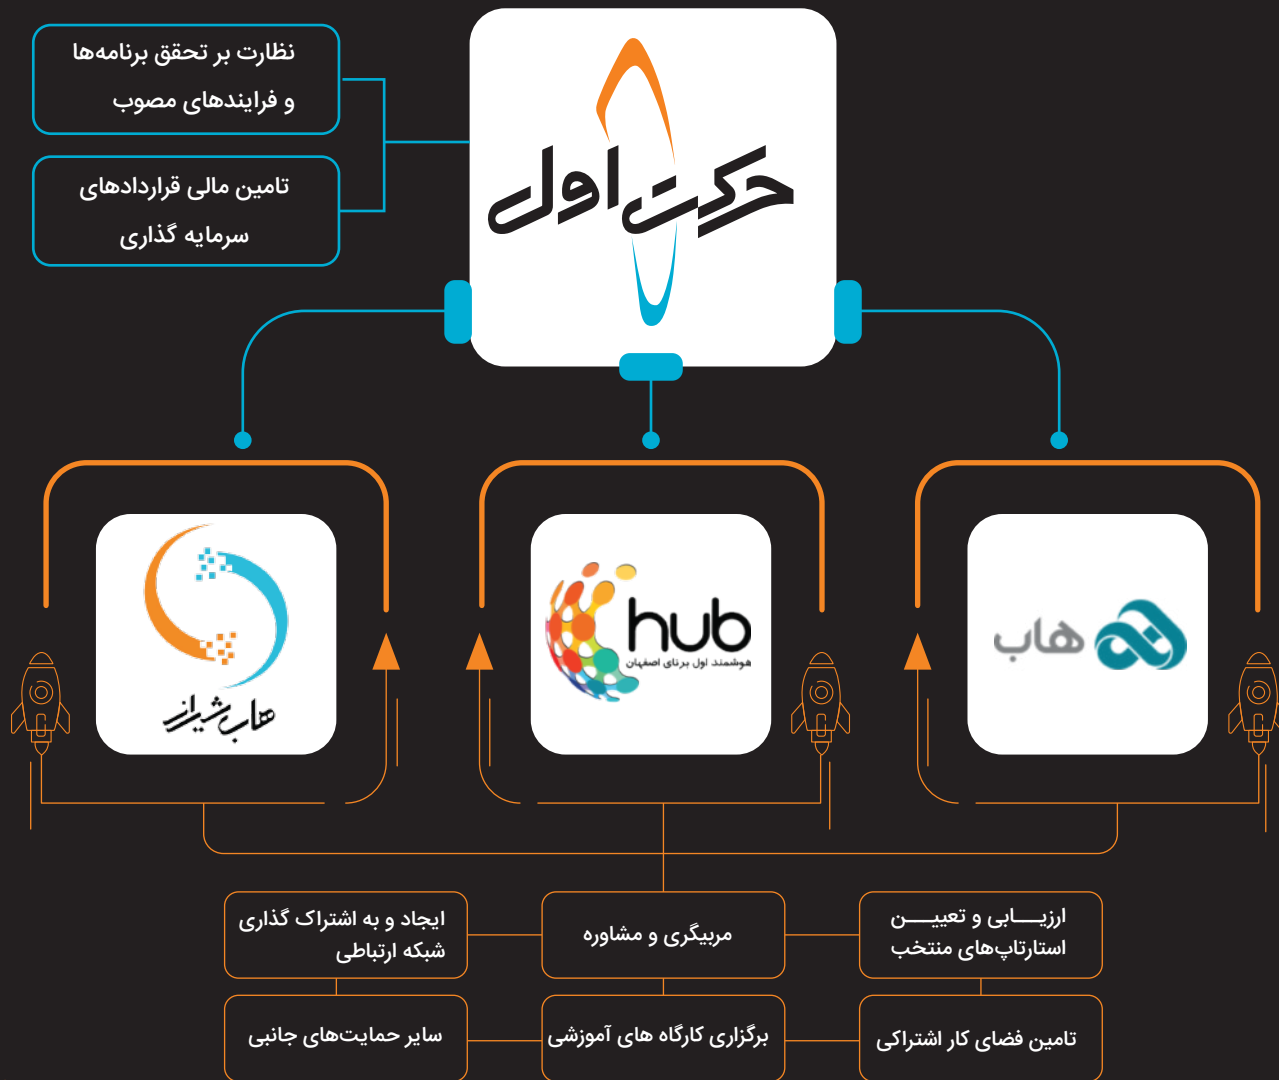 نظارت بر تحقق برنامه‌ها
و فرایندهای مصوب
تامین مالی قراردادهای
سرمایه گذاری
حرکت اول
هاب
hub
هوشمند اول برنای اصفهان
هاب شیراز
ارزیـــابی و تعییـــن
استارتاپ‌های منتخب
مربیگری و مشاوره
ایجاد و به اشتراک گذاری
شبکه ارتباطی
تامین فضای کار اشتراکی
برگزاری کارگاه های آموزشی
سایر حمایت‌های جانبی